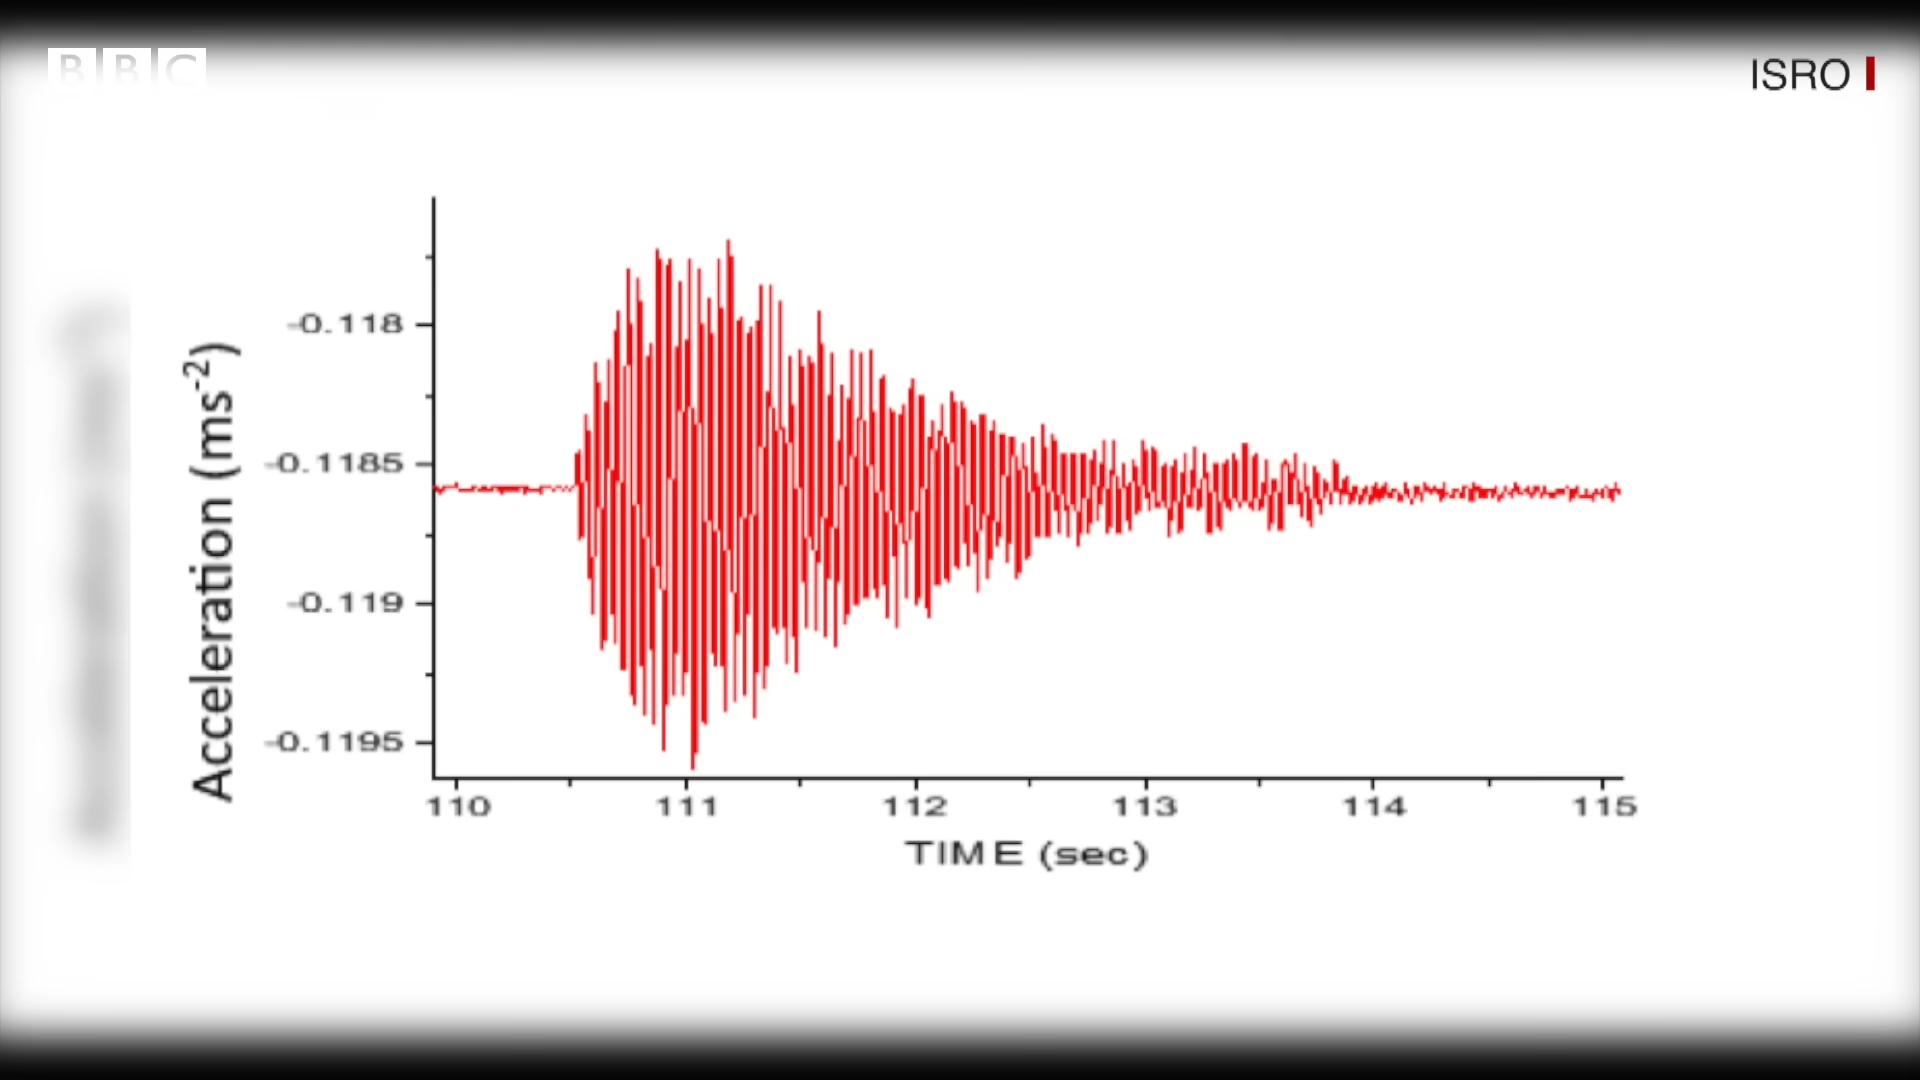 BBC
ISRO
Acceleration (ms⁻²)
-0.118
-0.1185
-0.119
-0.1195
110 111 112 113 114 115
TIME (sec)